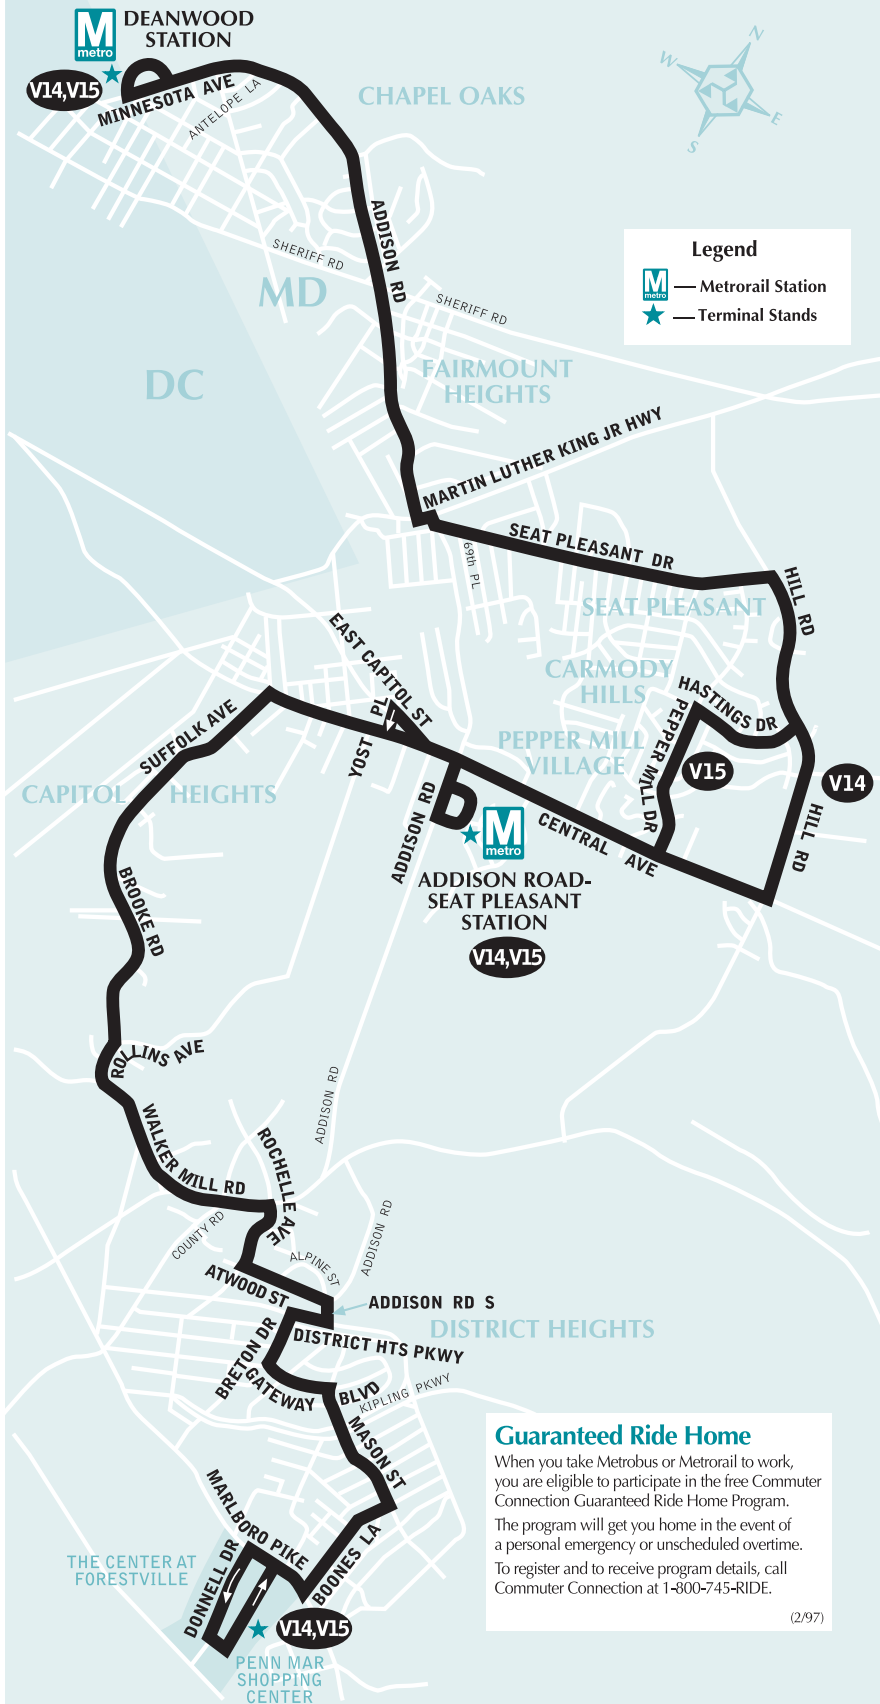 M
metro
DEANWOOD
STATION
V14,V15
MINNESOTA AVE
ANTELOPE LA
CHAPEL OAKS
N
W
E
S
ADDISON RD
SHERIFF RD
MD
SHERIFF RD
Legend
M
metro
— Metrorail Station
— Terminal Stands
DC
FAIRMOUNT
HEIGHTS
MARTIN LUTHER KING JR HWY
SEAT PLEASANT DR
69th PL
HILL RD
SEAT PLEASANT
EAST CAPITOL ST
CARMODY
HILLS
HASTINGS DR
SUFFOLK AVE
YOST PL
PEPPER MILL
VILLAGE
PEPPER MILL DR
V15
V14
CAPITOL HEIGHTS
ADDISON RD
M
metro
CENTRAL AVE
HILL RD
ADDISON ROAD-
SEAT PLEASANT
STATION
V14,V15
BROOKE RD
ROLLINS AVE
ADDISON RD
WALKER MILL RD
ROCHELLE AVE
COUNTY RD
ALPINE ST
ADDISON RD
ATWOOD ST
ADDISON RD S
DISTRICT HEIGHTS
BRETON DR
DISTRICT HTS PKWY
GATEWAY BLVD
KIPLING PKWY
MASON ST
MARLBORO PIKE
BOONES LA
DONNELL DR
THE CENTER AT
FORESTVILLE
V14,V15
PENN MAR
SHOPPING
CENTER
Guaranteed Ride Home
When you take Metrobus or Metrorail to work,
you are eligible to participate in the free Commuter
Connection Guaranteed Ride Home Program.
The program will get you home in the event of
a personal emergency or unscheduled overtime.
To register and to receive program details, call
Commuter Connection at 1-800-745-RIDE.
(2/97)